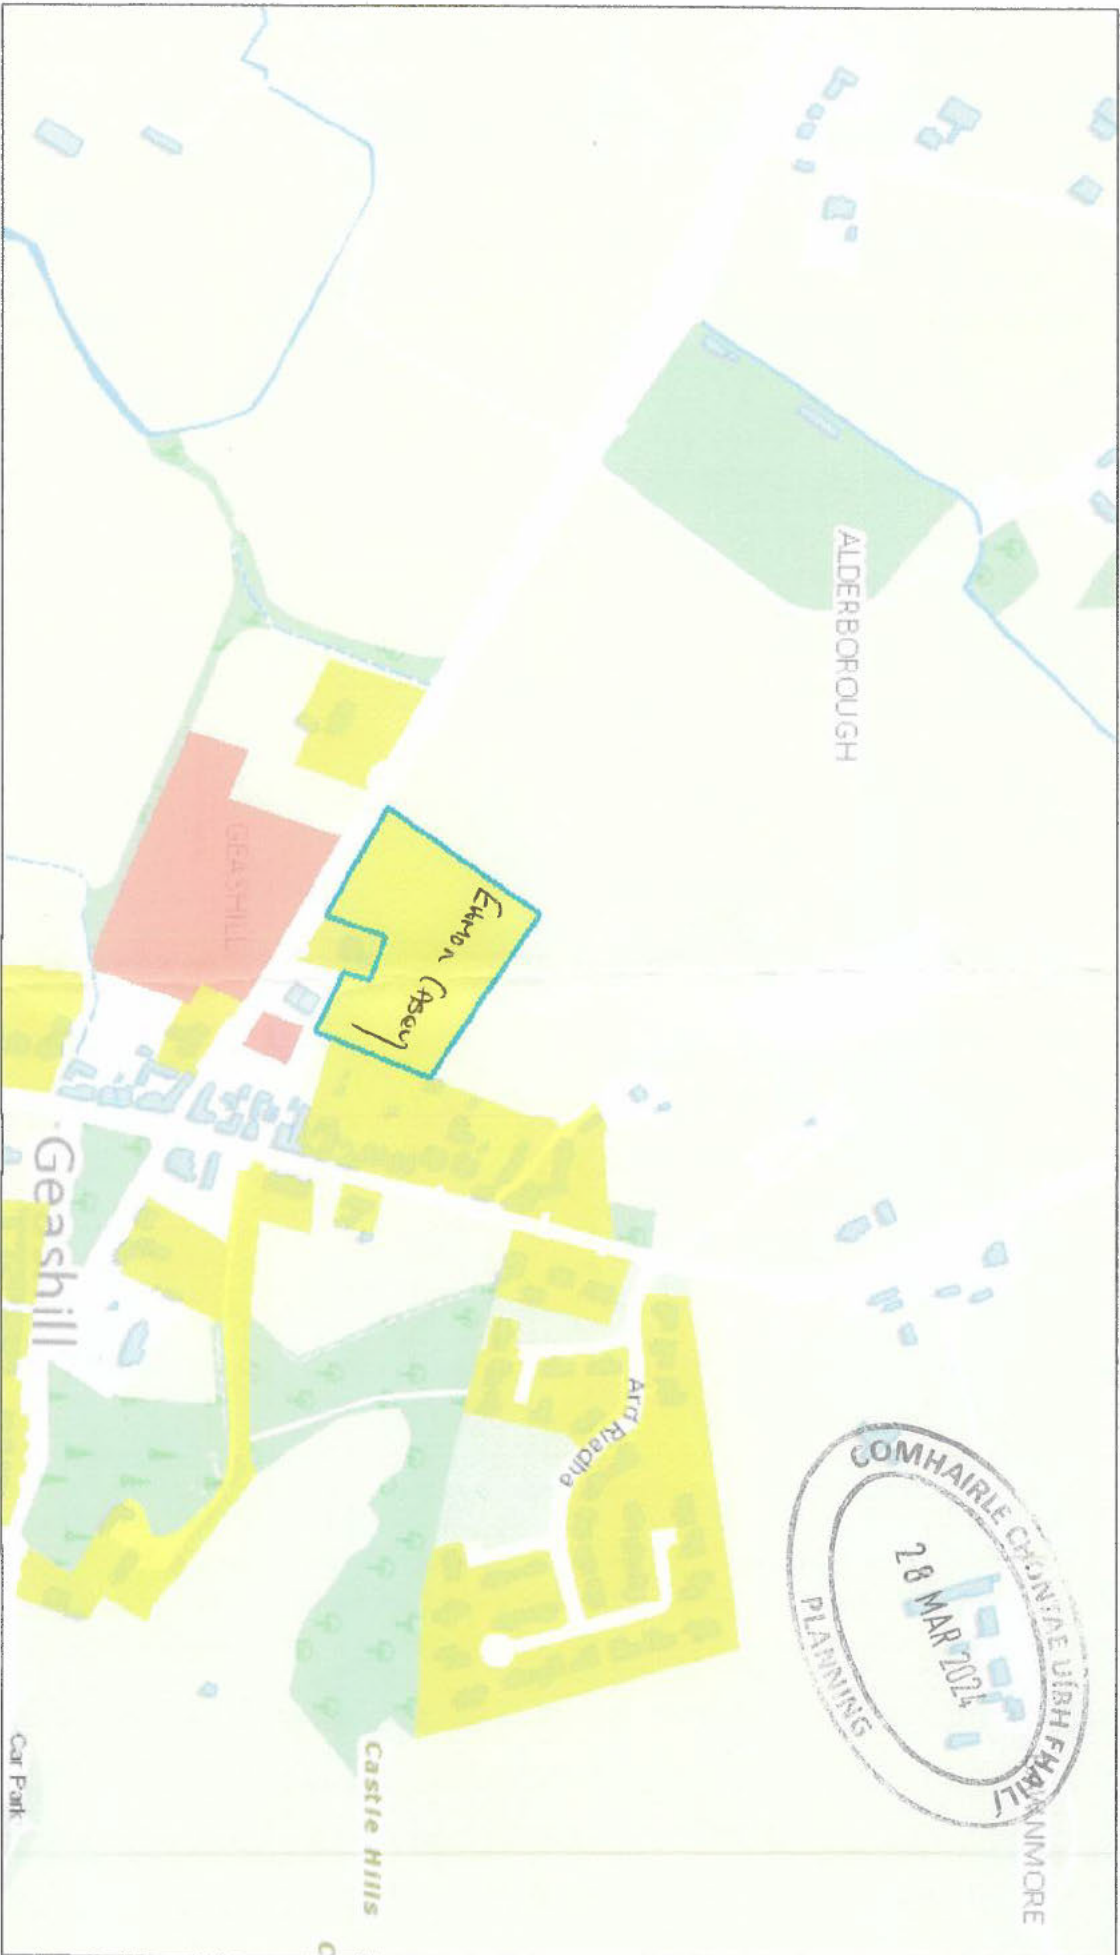 ALDERBOROUGH
GEASHILL
Eamon Casey
Geashill
Ard Riadha
COMHAIRLE CHONTAE UÍBH FHAILÍ
28 MAR 2024
PLANNING
Castle Hills
Car Park